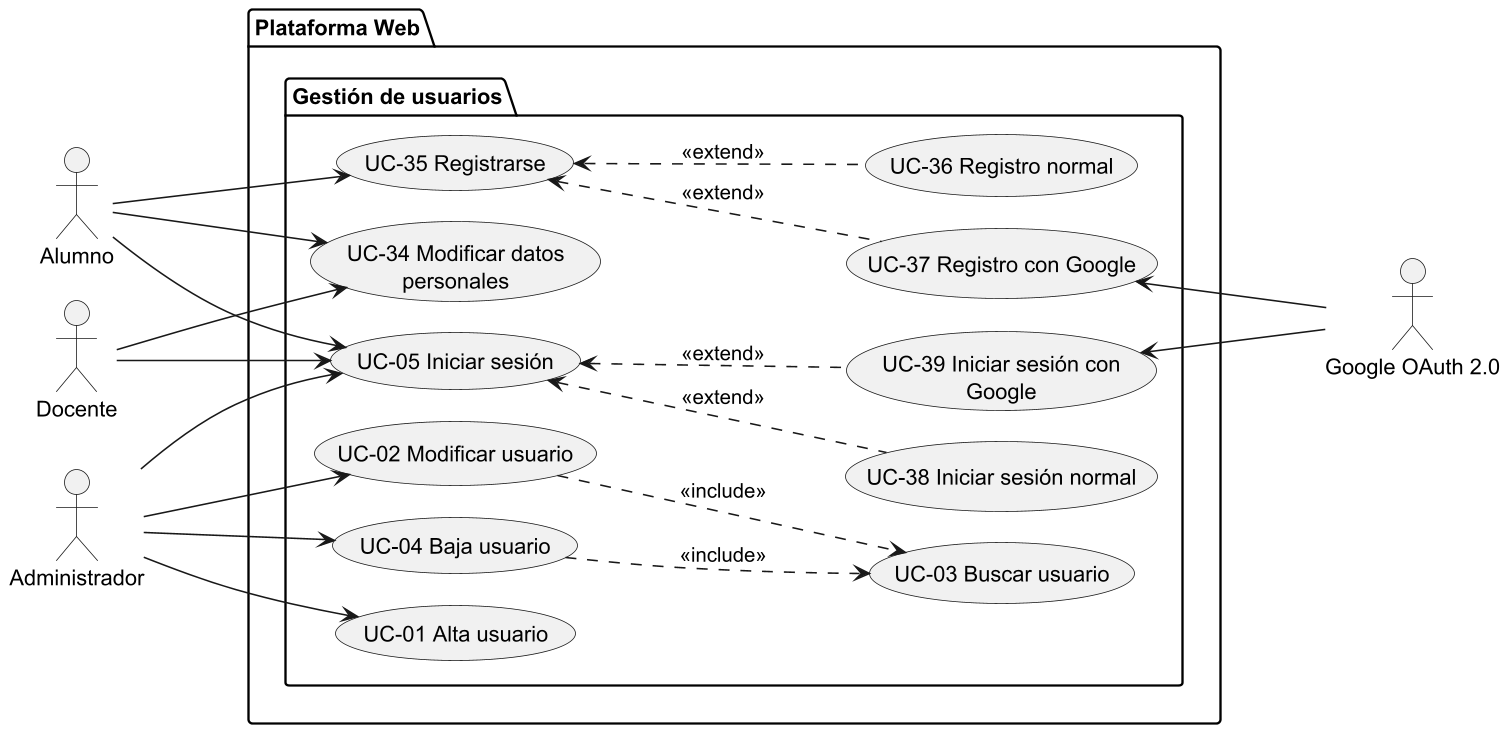 Plataforma Web
Gestión de usuarios
UC-35 Registrarse
«extend»
UC-36 Registro normal
«extend»
Alumno
UC-34 Modificar datos
personales
UC-37 Registro con Google
Docente
UC-05 Iniciar sesión
«extend»
UC-39 Iniciar sesión con
Google
Google OAuth 2.0
«extend»
UC-02 Modificar usuario
UC-38 Iniciar sesión normal
«include»
Administrador
UC-04 Baja usuario
«include»
UC-03 Buscar usuario
UC-01 Alta usuario